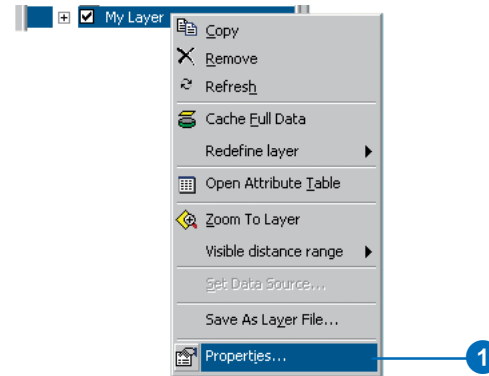 My Layer
Copy
Remove
Refresh
Cache Full Data
Redefine layer
Open Attribute Table
Zoom To Layer
Visible distance range
Set Data Source...
Save As Layer File...
Properties...
1